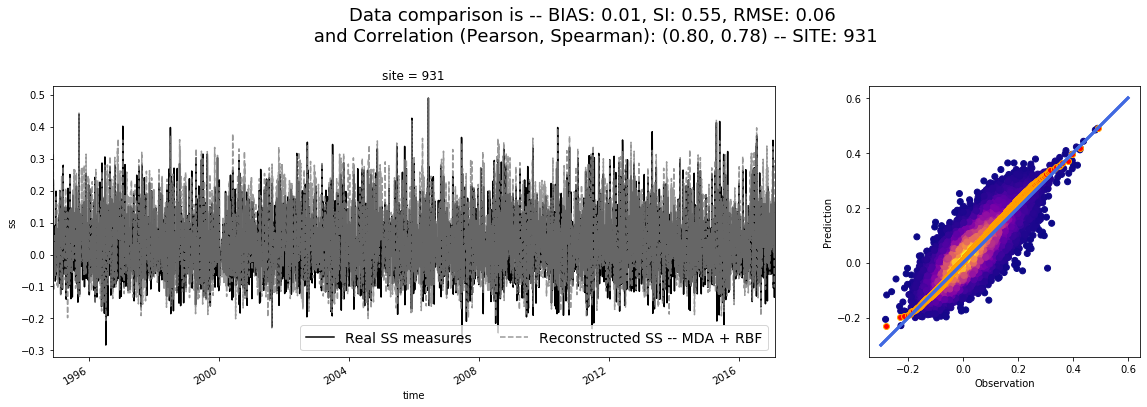 Data comparison is -- BIAS: 0.01, SI: 0.55, RMSE: 0.06
and Correlation (Pearson, Spearman): (0.80, 0.78) -- SITE: 931
site = 931
ss
0.5
0.4
0.3
0.2
0.1
0.0
−0.1
−0.2
−0.3
Real SS measures
Reconstructed SS -- MDA + RBF
1996
2000
2004
2008
2012
2016
time
Prediction
0.6
0.4
0.2
0.0
−0.2
−0.2
0.0
0.2
0.4
0.6
Observation